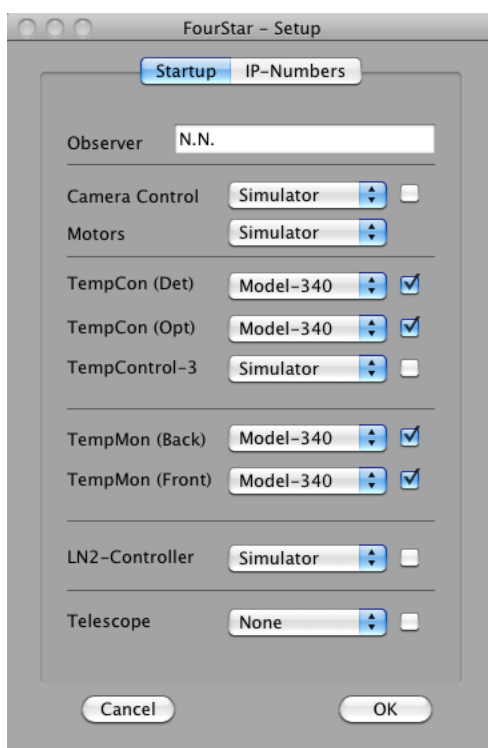 FourStar - Setup
Startup IP-Numbers
Observer N.N.
Camera Control Simulator
Motors Simulator
TempCon (Det) Model-340
TempCon (Opt) Model-340
TempControl-3 Simulator
TempMon (Back) Model-340
TempMon (Front) Model-340
LN2-Controller Simulator
Telescope None
Cancel OK